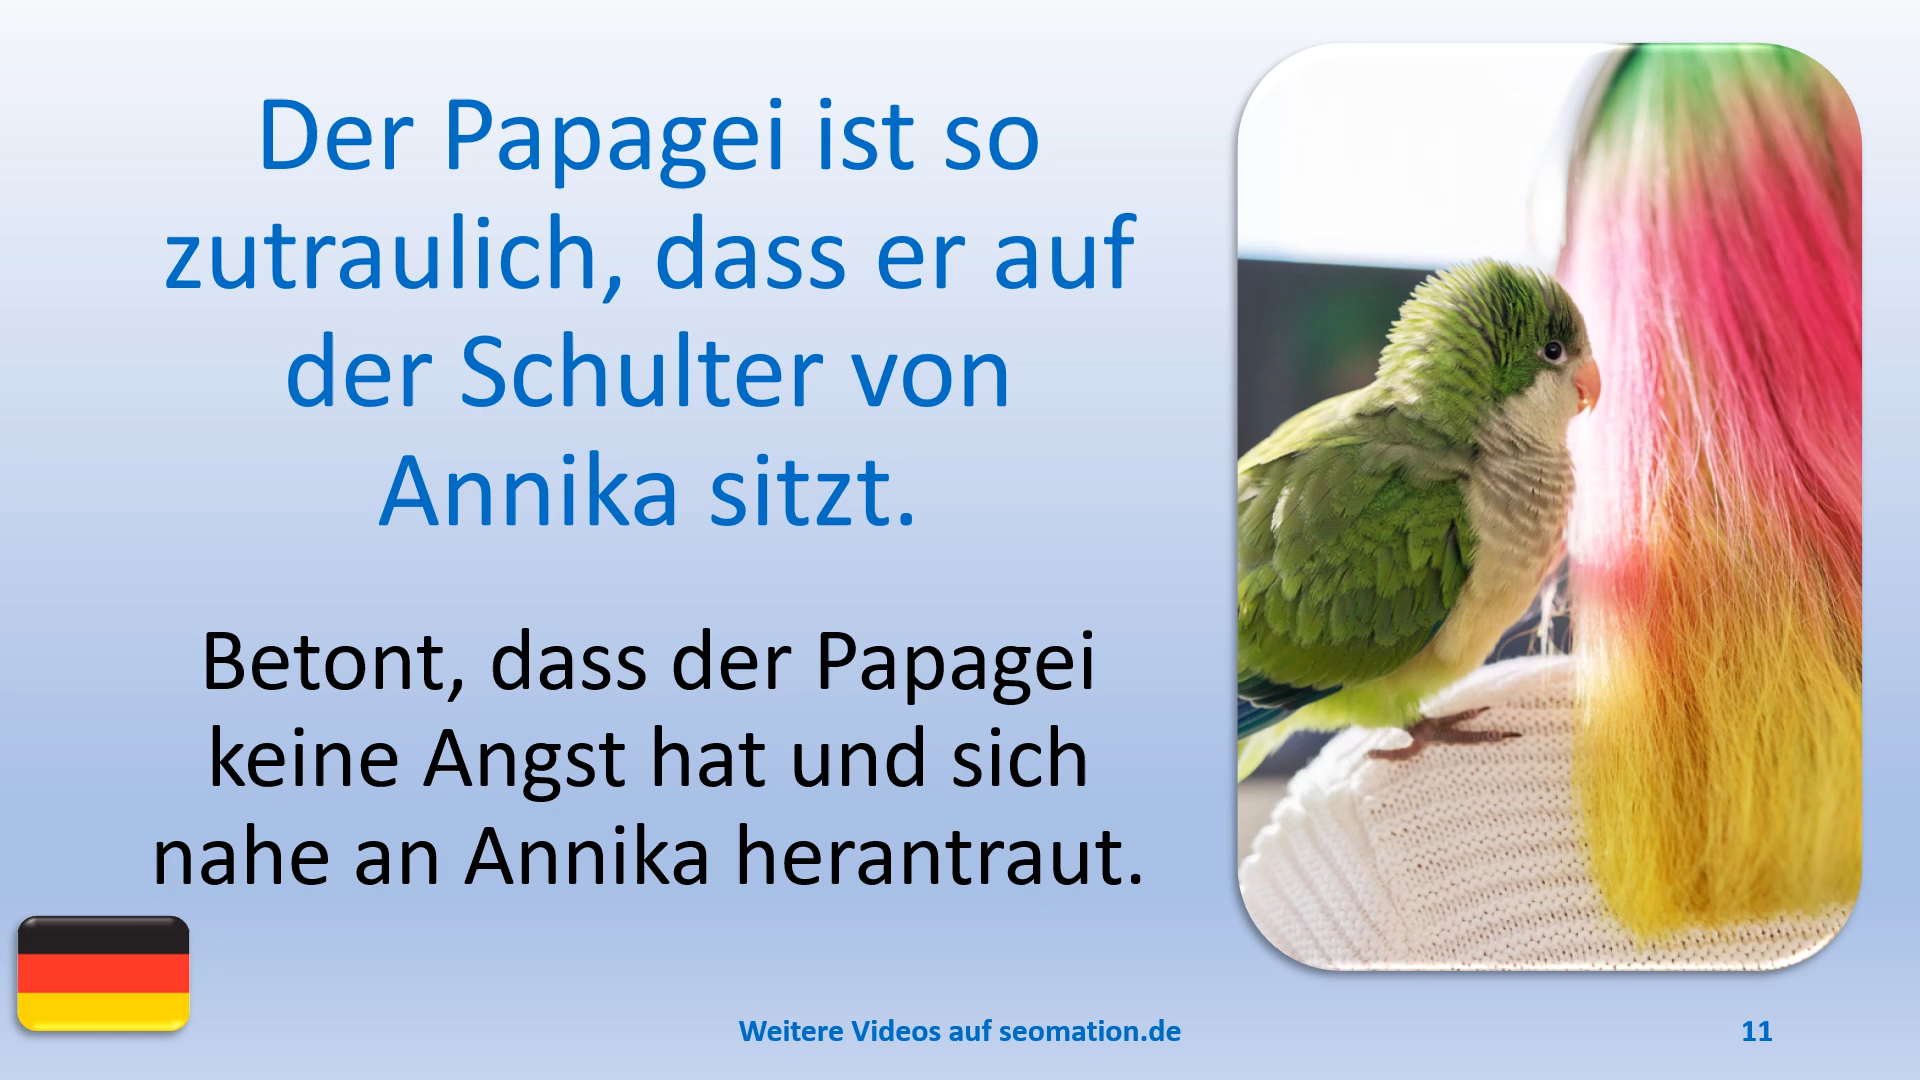 Der Papagei ist so
zutraulich, dass er auf
der Schulter von
Annika sitzt.
Betont, dass der Papagei
keine Angst hat und sich
nahe an Annika herantraut.
Weitere Videos auf seomation.de
11